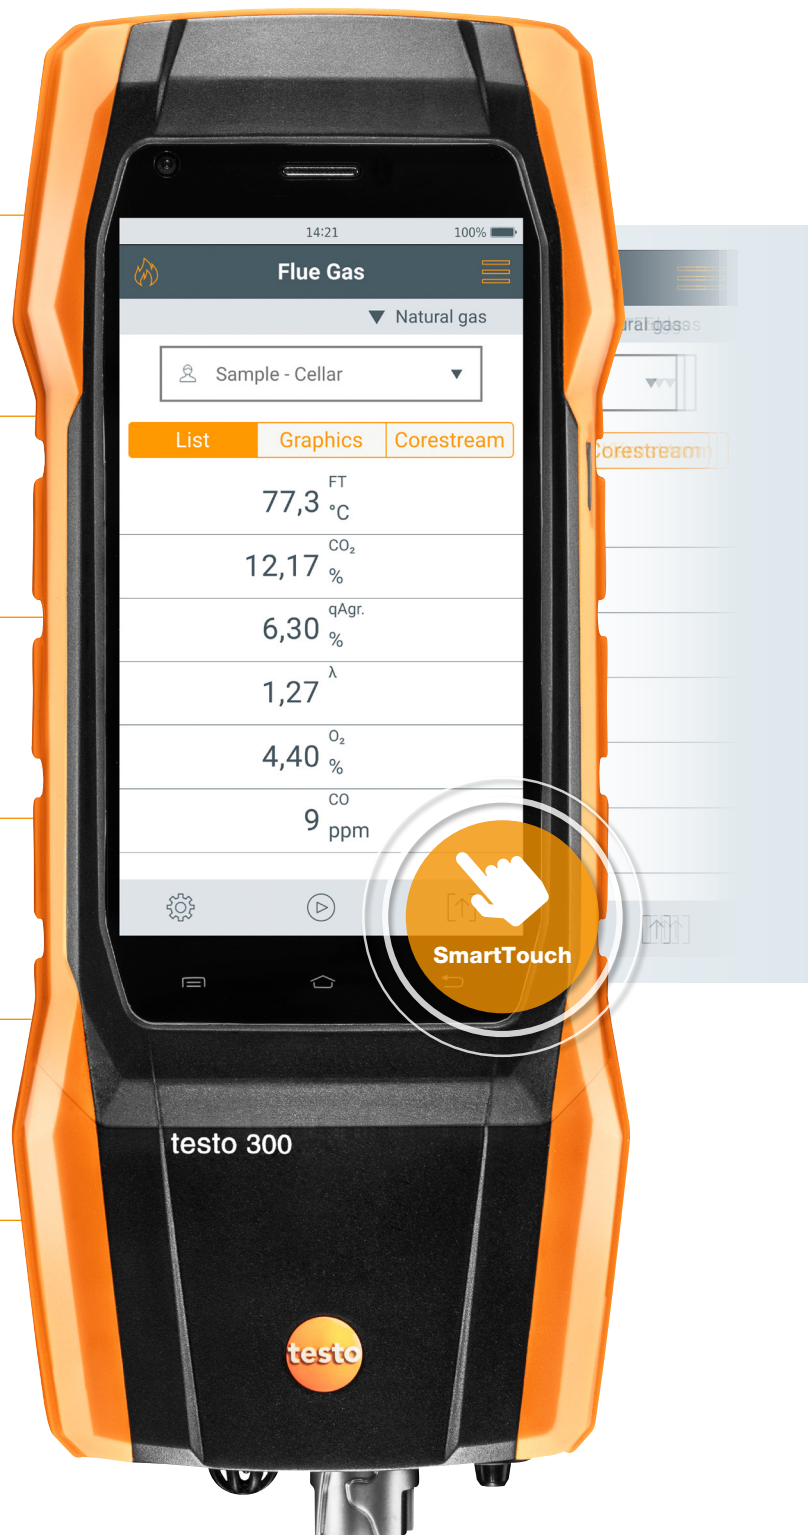 14:21 100%
Flue Gas
Natural gas
Sample - Cellar
List Graphics Corestream
FT
77,3 °C
CO₂
12,17 %
qAgr.
6,30 %
λ
1,27
O₂
4,40 %
CO
9 ppm
SmartTouch
testo 300
testo
Corestream